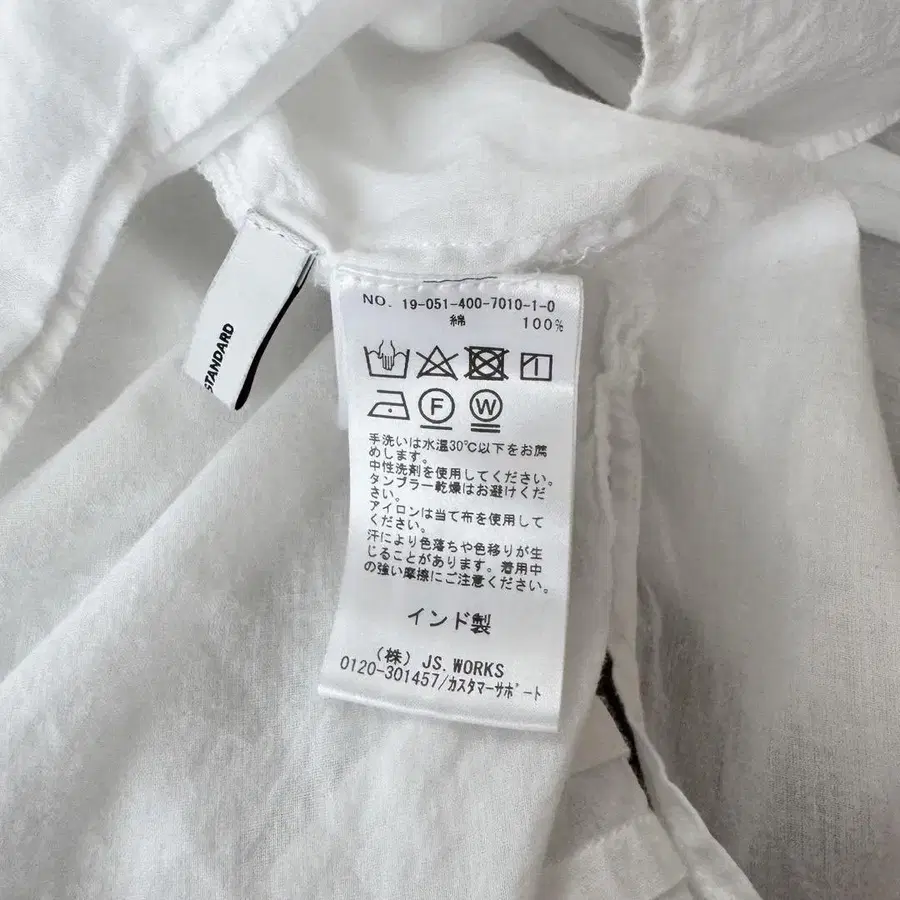 STANDARD
NO. 19-051-400-7010-1-0
綿 100%
F W
手洗いは水温30℃以下をお薦
めします。
中性洗剤を使用してください。
タンブラー乾燥はお避けくだ
さい。
アイロンは当て布を使用して
ください。
汗により色落ちや色移りが生
じることがあります。着用中
の強い摩擦にご注意ください。
インド製
(株) JS.WORKS
0120-301457/カスタマーサポート